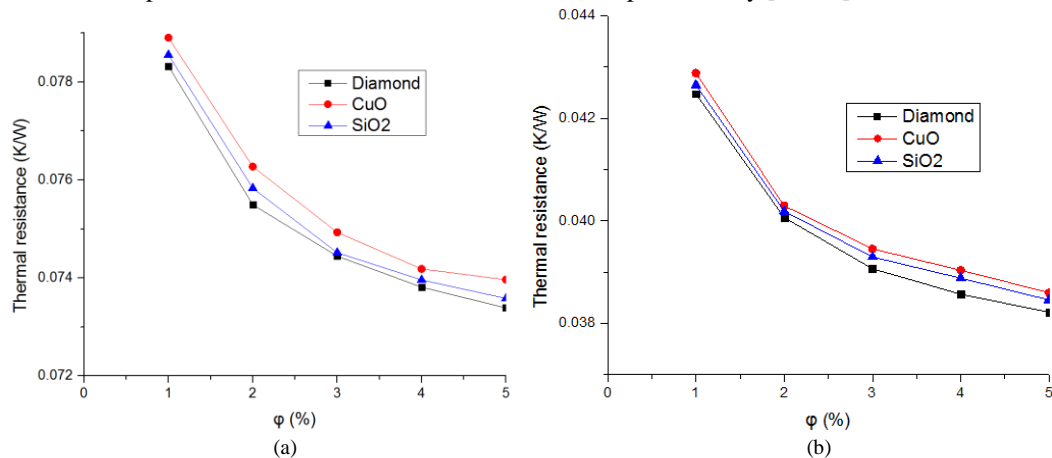 0.078
0.076
0.074
0.072
Thermal resistance (K/W)
Diamond
CuO
SiO2
0 1 2 3 4 5
φ (%)
(a)
0.044
0.042
0.040
0.038
Thermal resistance (K/W)
Diamond
CuO
SiO2
0 1 2 3 4 5
φ (%)
(b)